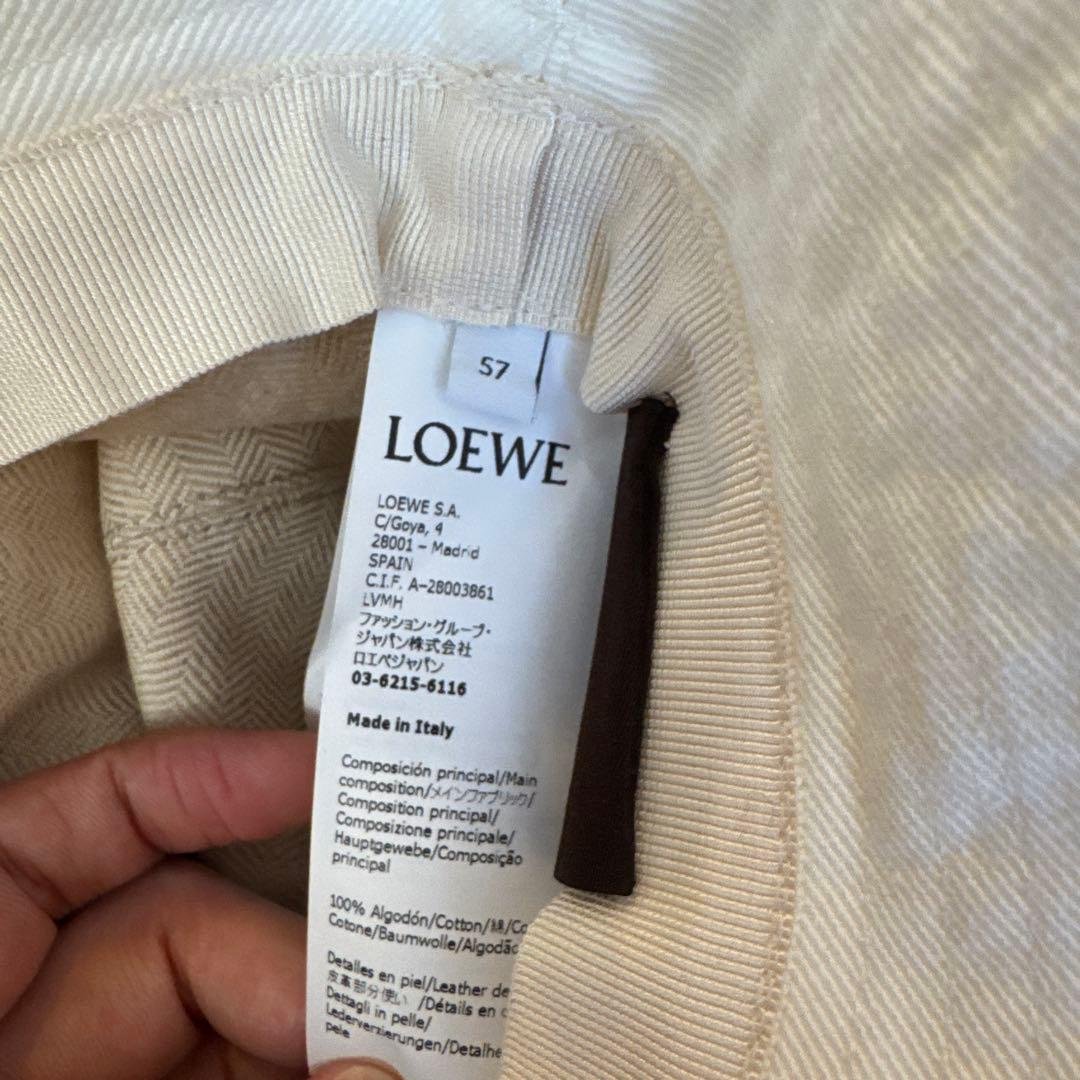 57
LOEWE
LOEWE S.A.
C/Goya, 4
28001 – Madrid
SPAIN
C.I.F. A-28003861
LVMH
ファッション・グループ・
ジャパン株式会社
ロエベジャパン
03-6215-6116
Made in Italy
Composición principal/Main
composition/メインファブリック/
Composition principal/
Composizione principale/
Hauptgewebe/Composição
principal
100% Algodón/Cotton/綿/Co
Cotone/Baumwolle/Algodão
Detalles en piel/Leather de
皮革部分使い /Détails en c
Dettagli in pelle/
Lederverzierungen/Detalhe
pele